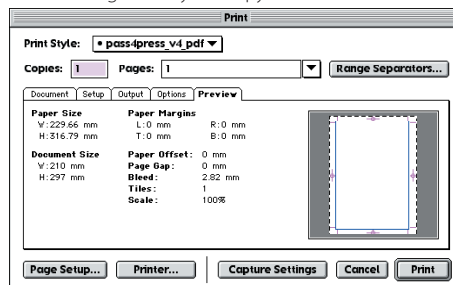 Print
Print Style: • pass4press_v4_pdf
Copies: 1 Pages: 1 Range Separators...
Document Setup Output Options Preview
Paper Size Paper Margins
W:229.66 mm L:0 mm R:0 mm
H:316.79 mm T:0 mm B:0 mm
Document Size Paper Offset: 0 mm
W:210 mm Page Gap: 0 mm
H:297 mm Bleed: 2.82 mm
Tiles: 1
Scale: 100%
Page Setup... Printer... Capture Settings Cancel Print